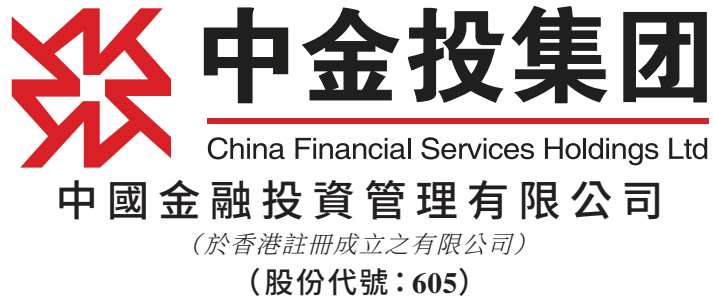 中金投集团
China Financial Services Holdings Ltd
中國金融投資管理有限公司
（於香港註冊成立之有限公司）
（股份代號：605）